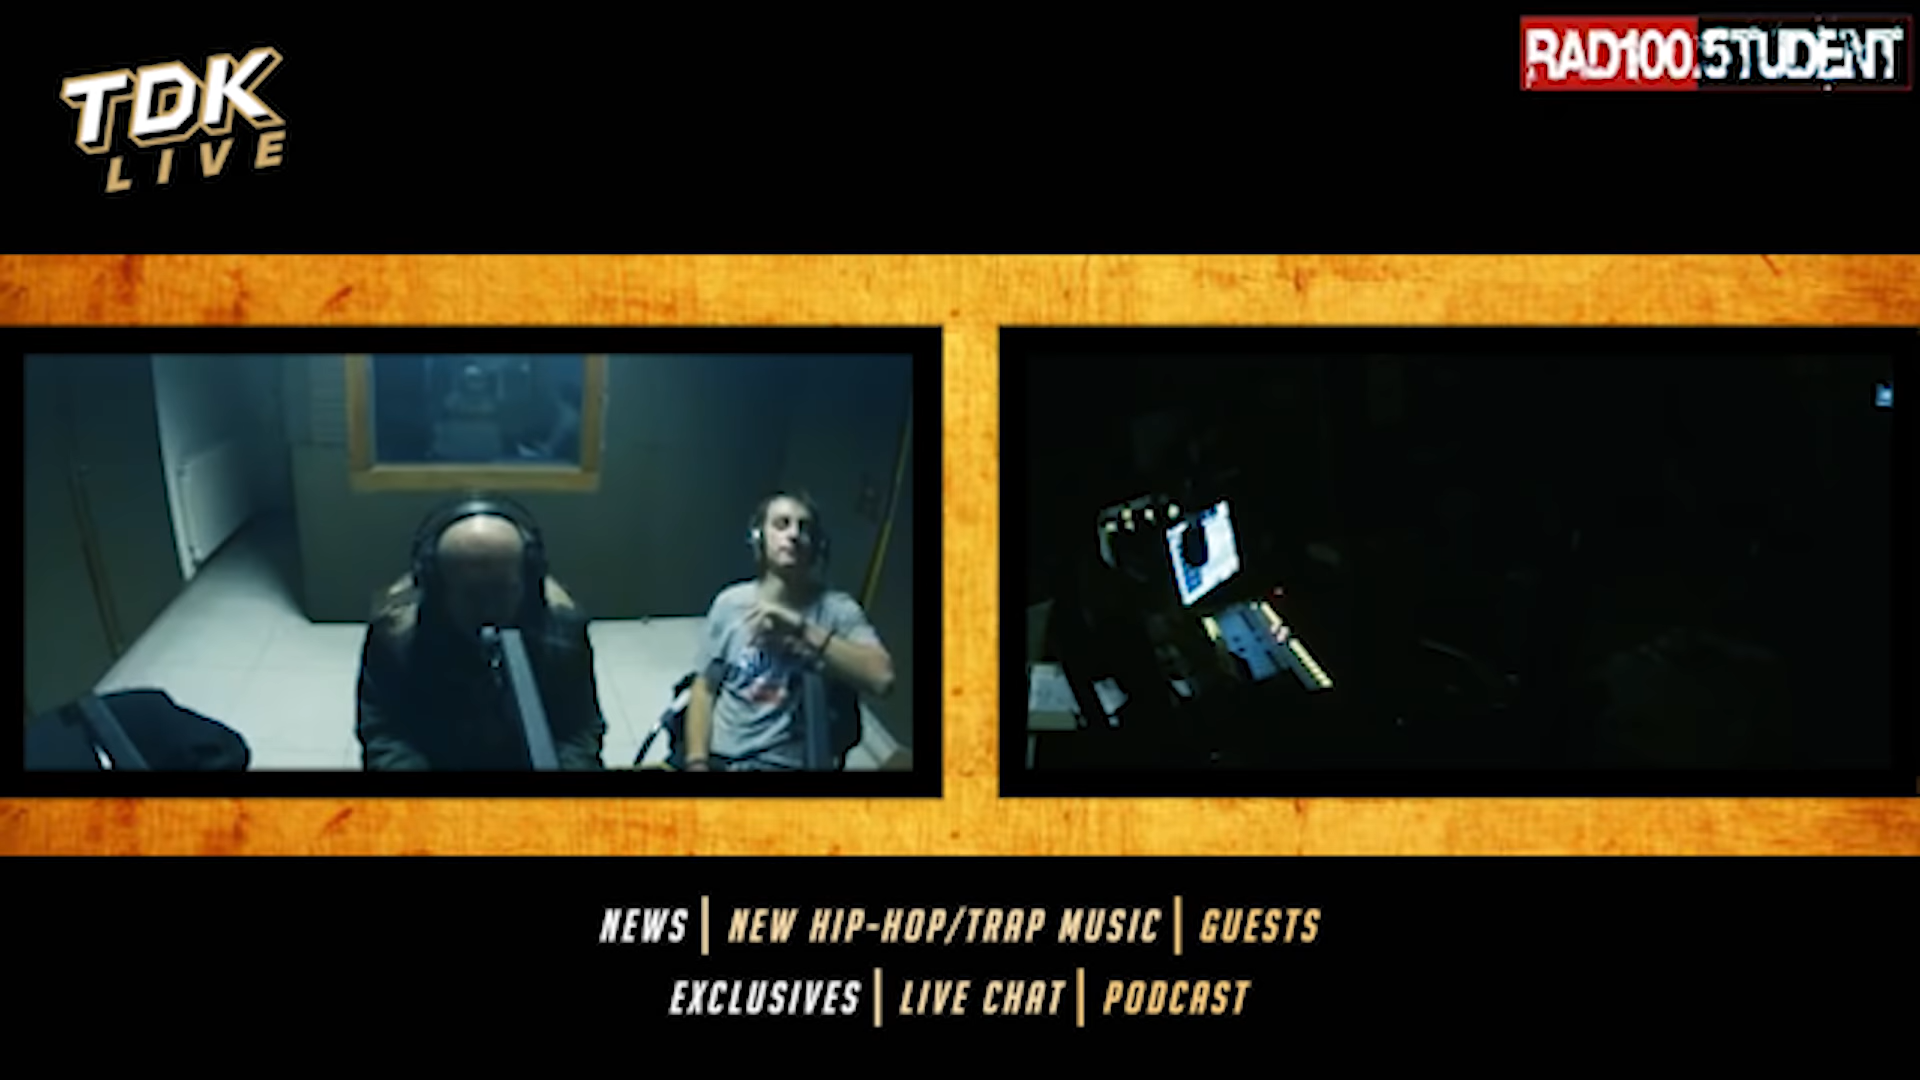 TDK
LIVE
RAD100.STUDENT
NEWS | NEW HIP-HOP/TRAP MUSIC | GUESTS
EXCLUSIVES | LIVE CHAT | PODCAST